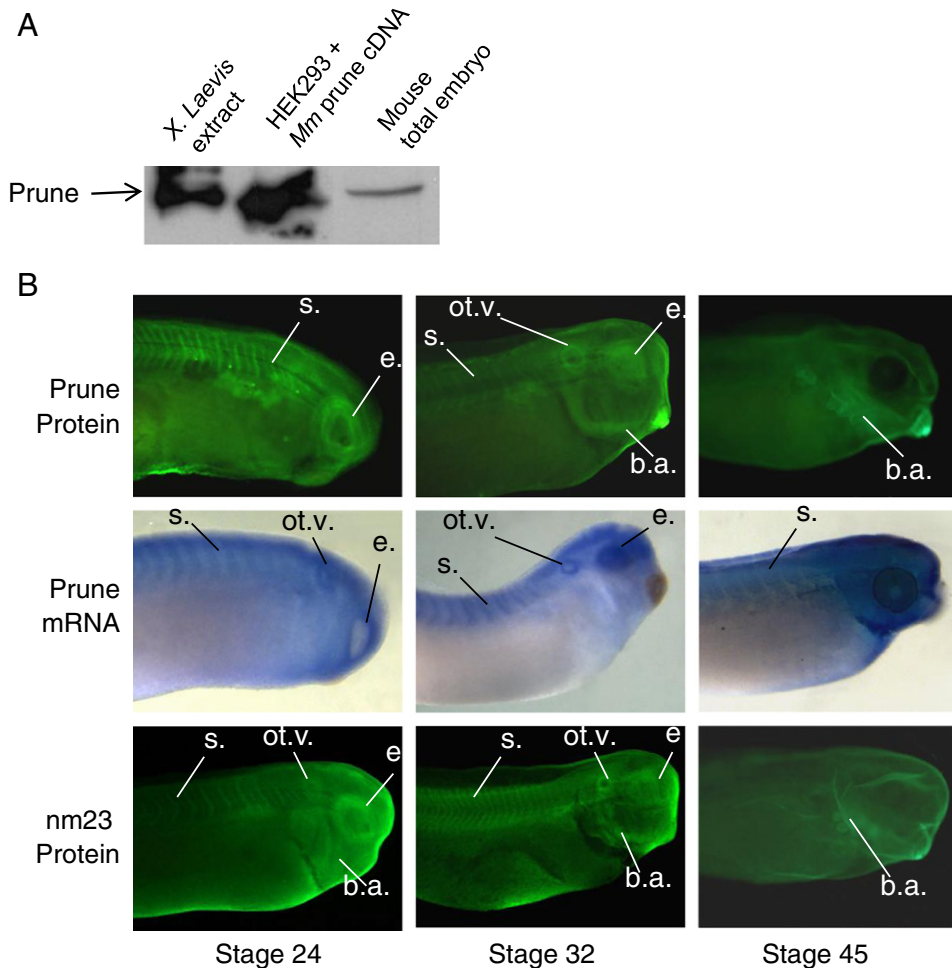 A
X. Laevis
extract
HEK293 +
Mm prune cDNA
Mouse
total embryo
Prune
B
s.
e.
ot.v.
s.
e.
b.a.
b.a.
Prune
Protein
s.
ot.v.
e.
ot.v.
s.
e.
s.
Prune
mRNA
s.
ot.v.
e
b.a.
s.
ot.v.
e
b.a.
b.a.
nm23
Protein
Stage 24
Stage 32
Stage 45